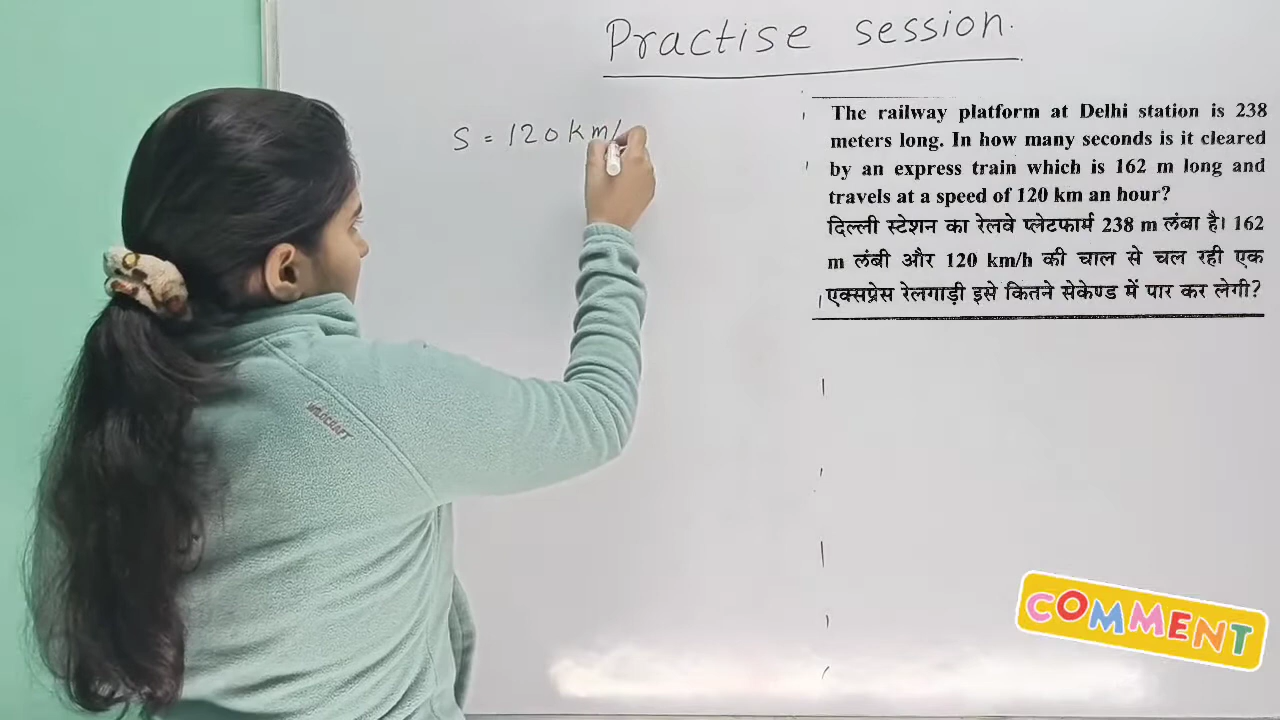 Practise session.
S = 120 km/
The railway platform at Delhi station is 238
meters long. In how many seconds is it cleared
by an express train which is 162 m long and
travels at a speed of 120 km an hour?
दिल्ली स्टेशन का रेलवे प्लेटफार्म 238 m लंबा है। 162
m लंबी और 120 km/h की चाल से चल रही एक
एक्सप्रेस रेलगाड़ी इसे कितने सेकेण्ड में पार कर लेगी?
WILDCRAFT
COMMENT